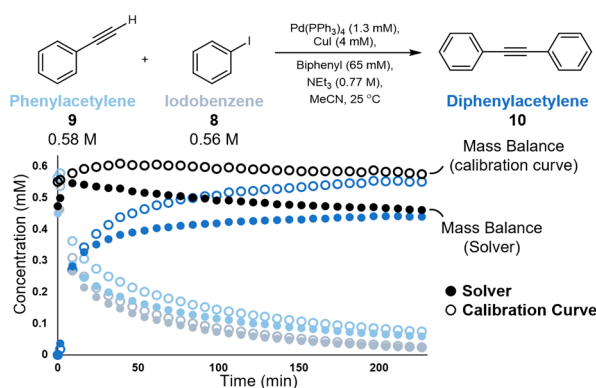 H
I
+
Pd(PPh₃)₄ (1.3 mM),
CuI (4 mM),
Biphenyl (65 mM),
NEt₃ (0.77 M),
MeCN, 25 °C
Phenylacetylene
9
0.58 M
Iodobenzene
8
0.56 M
Diphenylacetylene
10
Mass Balance
(calibration curve)
Mass Balance
(Solver)
Solver
Calibration Curve
Concentration (mM)
0.6
0.5
0.4
0.3
0.2
0.1
0
0
50
100
150
200
Time (min)